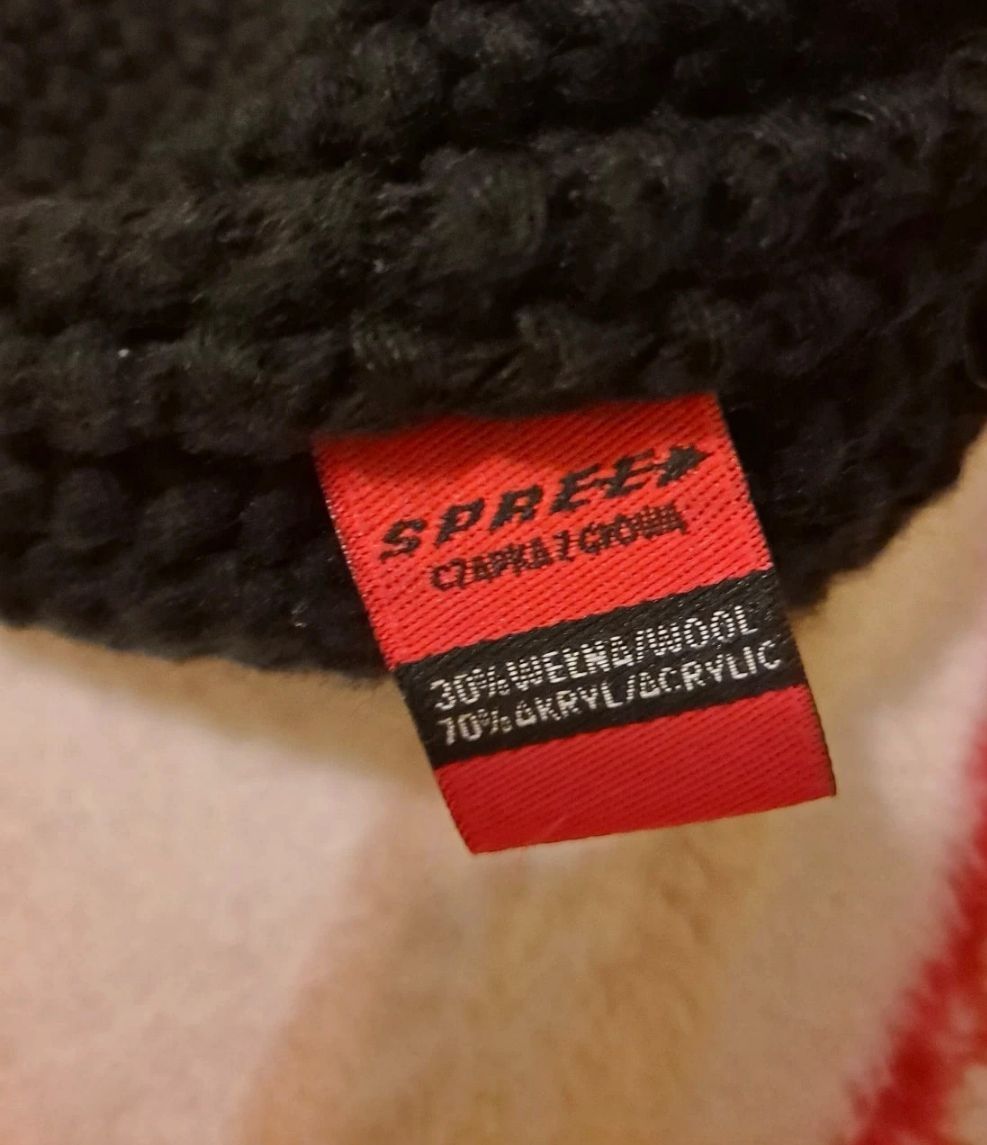 SPREE
CZAPKA Z GŁOWĄ
30% WEŁNA/WOOL
70% AKRYL/ACRYLIC